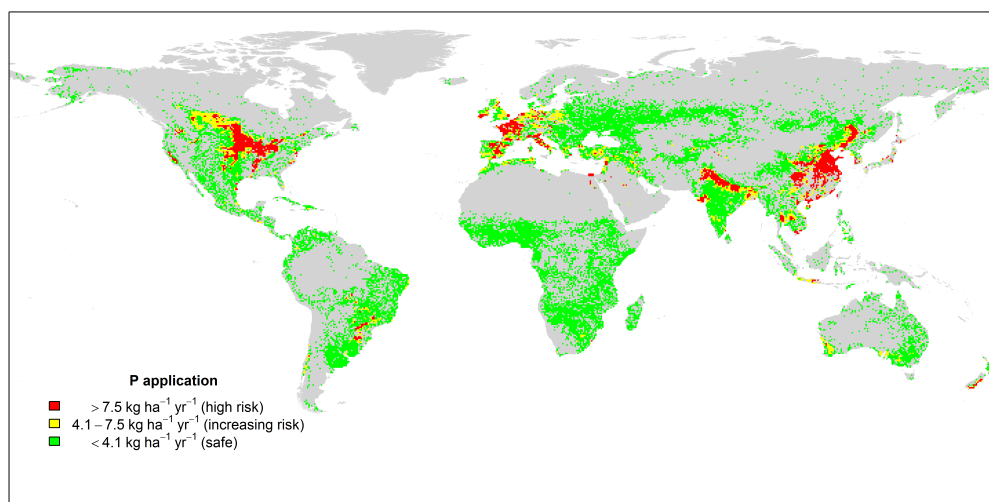 P application
> 7.5 kg ha⁻¹ yr⁻¹ (high risk)
4.1 – 7.5 kg ha⁻¹ yr⁻¹ (increasing risk)
< 4.1 kg ha⁻¹ yr⁻¹ (safe)